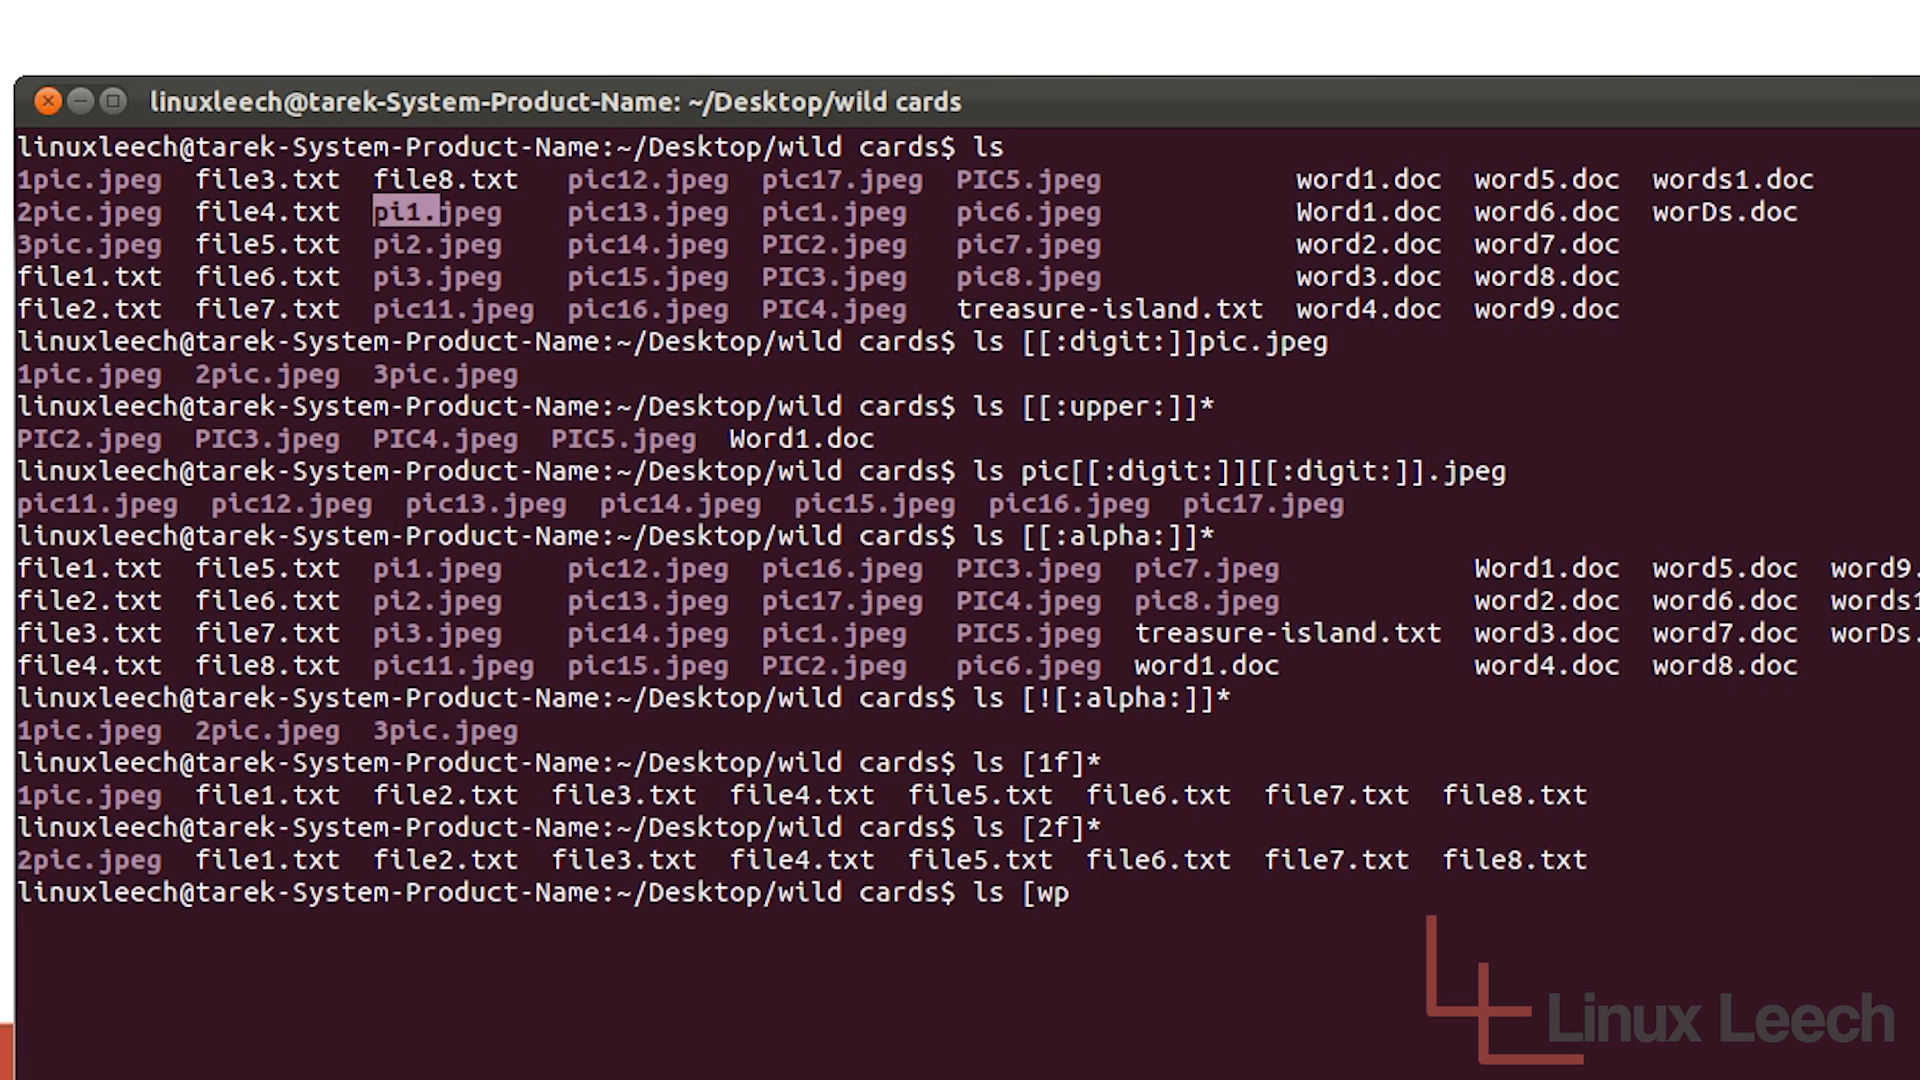 linuxleech@tarek-System-Product-Name: ~/Desktop/wild cards
linuxleech@tarek-System-Product-Name:~/Desktop/wild cards$ ls
1pic.jpeg file3.txt file8.txt pic12.jpeg pic17.jpeg PIC5.jpeg word1.doc word5.doc words1.doc
2pic.jpeg file4.txt pi1.jpeg pic13.jpeg pic1.jpeg pic6.jpeg Word1.doc word6.doc worDs.doc
3pic.jpeg file5.txt pi2.jpeg pic14.jpeg PIC2.jpeg pic7.jpeg word2.doc word7.doc
file1.txt file6.txt pi3.jpeg pic15.jpeg PIC3.jpeg pic8.jpeg word3.doc word8.doc
file2.txt file7.txt pic11.jpeg pic16.jpeg PIC4.jpeg treasure-island.txt word4.doc word9.doc
linuxleech@tarek-System-Product-Name:~/Desktop/wild cards$ ls [[:digit:]]pic.jpeg
1pic.jpeg 2pic.jpeg 3pic.jpeg
linuxleech@tarek-System-Product-Name:~/Desktop/wild cards$ ls [[:upper:]]*
PIC2.jpeg PIC3.jpeg PIC4.jpeg PIC5.jpeg Word1.doc
linuxleech@tarek-System-Product-Name:~/Desktop/wild cards$ ls pic[[:digit:]][[:digit:]].jpeg
pic11.jpeg pic12.jpeg pic13.jpeg pic14.jpeg pic15.jpeg pic16.jpeg pic17.jpeg
linuxleech@tarek-System-Product-Name:~/Desktop/wild cards$ ls [[:alpha:]]*
file1.txt file5.txt pi1.jpeg pic12.jpeg pic16.jpeg PIC3.jpeg pic7.jpeg Word1.doc word5.doc word9.
file2.txt file6.txt pi2.jpeg pic13.jpeg pic17.jpeg PIC4.jpeg pic8.jpeg word2.doc word6.doc words1
file3.txt file7.txt pi3.jpeg pic14.jpeg pic1.jpeg PIC5.jpeg treasure-island.txt word3.doc word7.doc worDs.
file4.txt file8.txt pic11.jpeg pic15.jpeg PIC2.jpeg pic6.jpeg word1.doc word4.doc word8.doc
linuxleech@tarek-System-Product-Name:~/Desktop/wild cards$ ls [![:alpha:]]*
1pic.jpeg 2pic.jpeg 3pic.jpeg
linuxleech@tarek-System-Product-Name:~/Desktop/wild cards$ ls [1f]*
1pic.jpeg file1.txt file2.txt file3.txt file4.txt file5.txt file6.txt file7.txt file8.txt
linuxleech@tarek-System-Product-Name:~/Desktop/wild cards$ ls [2f]*
2pic.jpeg file1.txt file2.txt file3.txt file4.txt file5.txt file6.txt file7.txt file8.txt
linuxleech@tarek-System-Product-Name:~/Desktop/wild cards$ ls [wp
Linux Leech